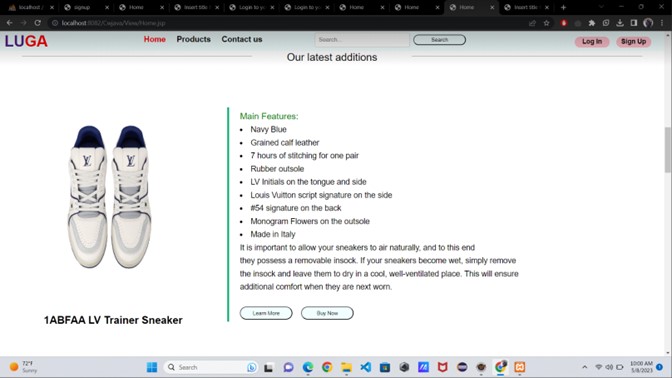 localhost /
signup
Home
Insert title
Login to y
Login to y
Home
Home
Home
Insert title
localhost:8082/Cejava/View/Home.jsp
LUGA
Home
Products
Contact us
Search...
Search
Log In
Sign Up
Our latest additions
Main Features:
• Navy Blue
• Grained calf leather
• 7 hours of stitching for one pair
• Rubber outsole
• LV Initials on the tongue and side
• Louis Vuitton script signature on the side
• #54 signature on the back
• Monogram Flowers on the outsole
• Made in Italy
It is important to allow your sneakers to air naturally, and to this end
they possess a removable insock. If your sneakers become wet, simply remove
the insock and leave them to dry in a cool, well-ventilated place. This will ensure
additional comfort when they are next worn.
Learn More
Buy Now
1ABFAA LV Trainer Sneaker
72°F
Sunny
Search
10:09 AM
5/8/2023